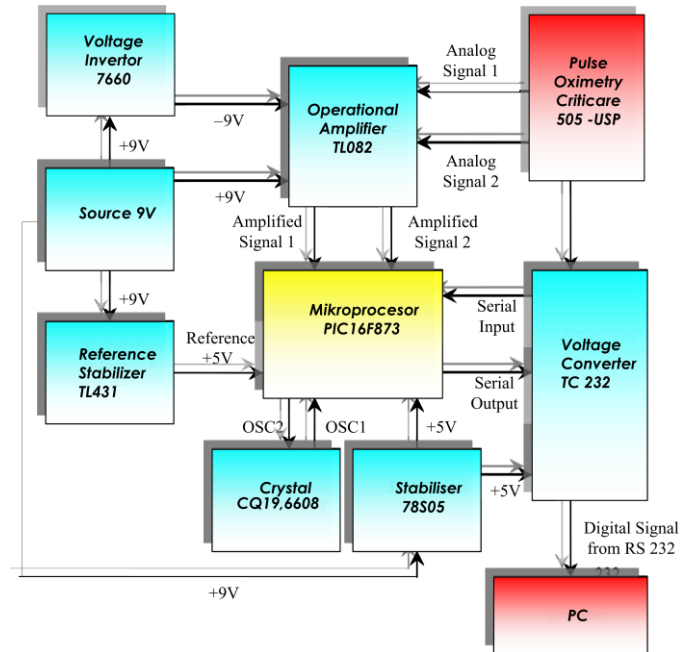 Voltage
Invertor
7660
Analog
Signal 1
Pulse
Oximetry
Criticare
505 -USP
–9V
Operational
Amplifier
TL082
+9V
Analog
Signal 2
+9V
Source 9V
Amplified
Signal 1
Amplified
Signal 2
+9V
Mikroprocesor
PIC16F873
Serial
Input
Voltage
Converter
TC 232
Reference
+5V
Reference
Stabilizer
TL431
Serial
Output
OSC2
OSC1
+5V
Crystal
CQ19,6608
Stabiliser
78S05
+5V
Digital Signal
from RS 232
232
+9V
PC